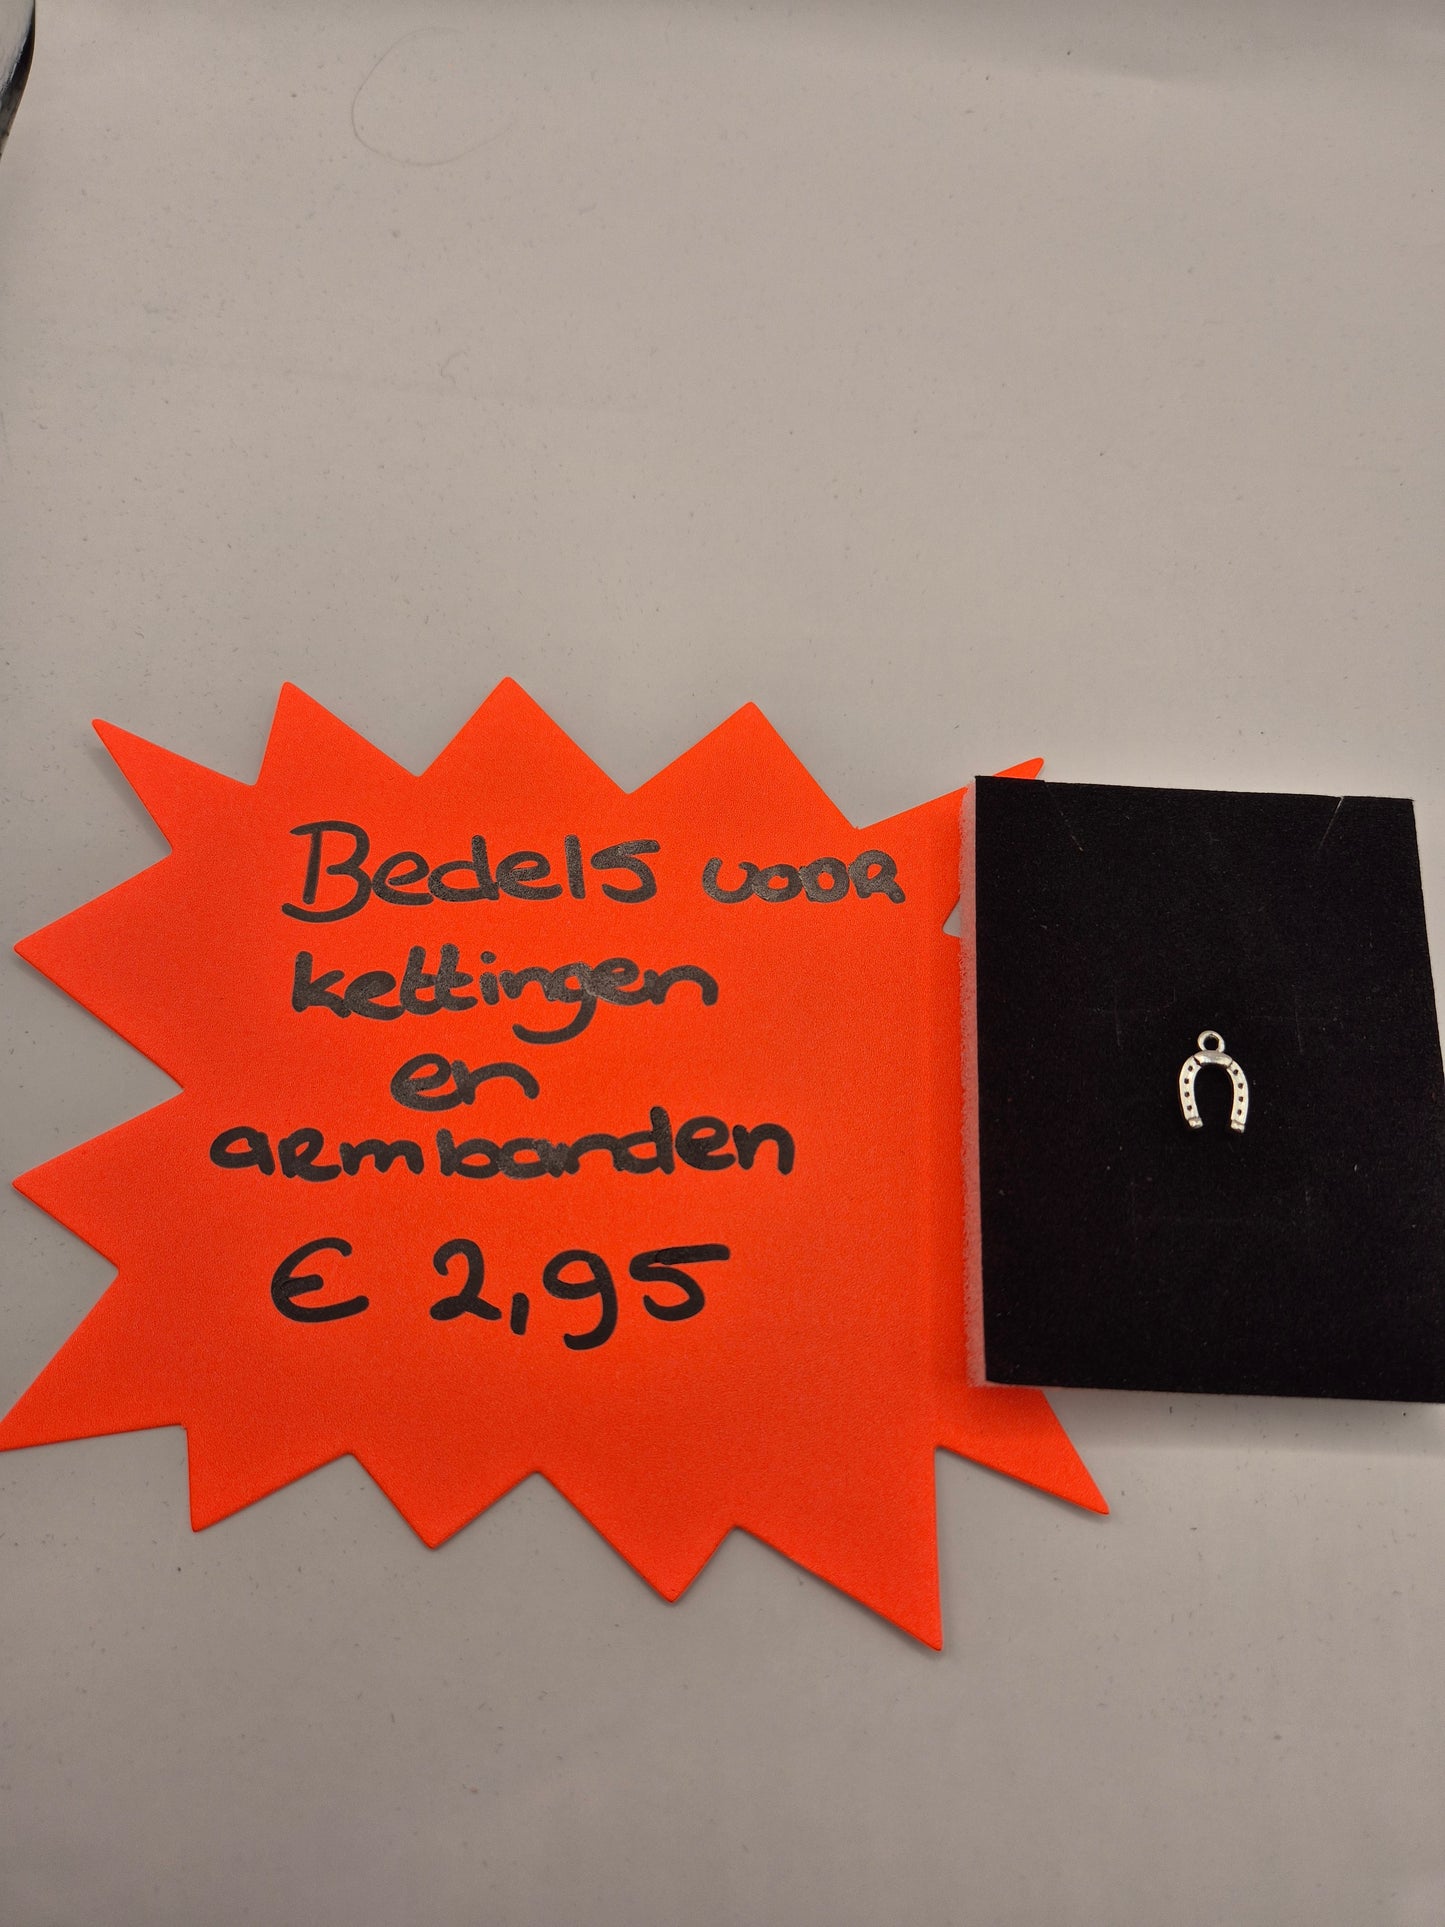 Bedels voor
kettingen
en
armbanden
€ 2,95